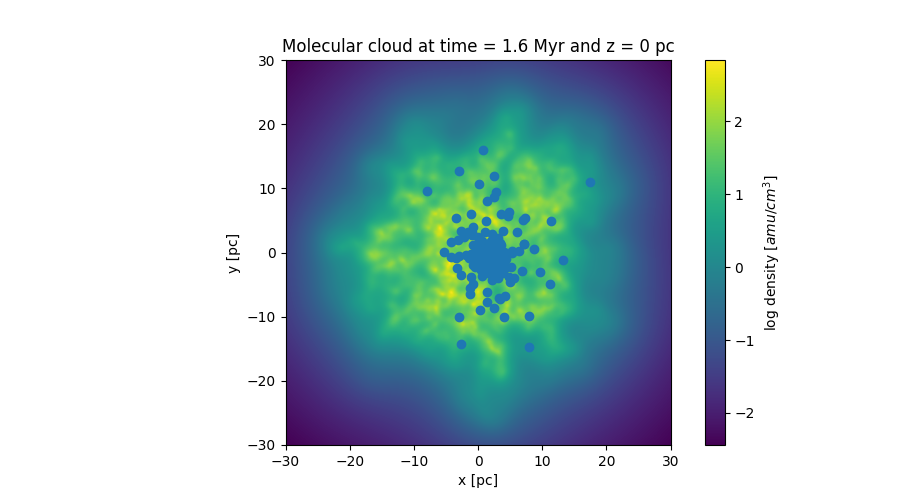 Molecular cloud at time = 1.6 Myr and z = 0 pc
30
20
10
0
−10
−20
−30
y [pc]
−30 −20 −10 0 10 20 30
x [pc]
2
1
0
−1
−2
log density [amu/cm³]